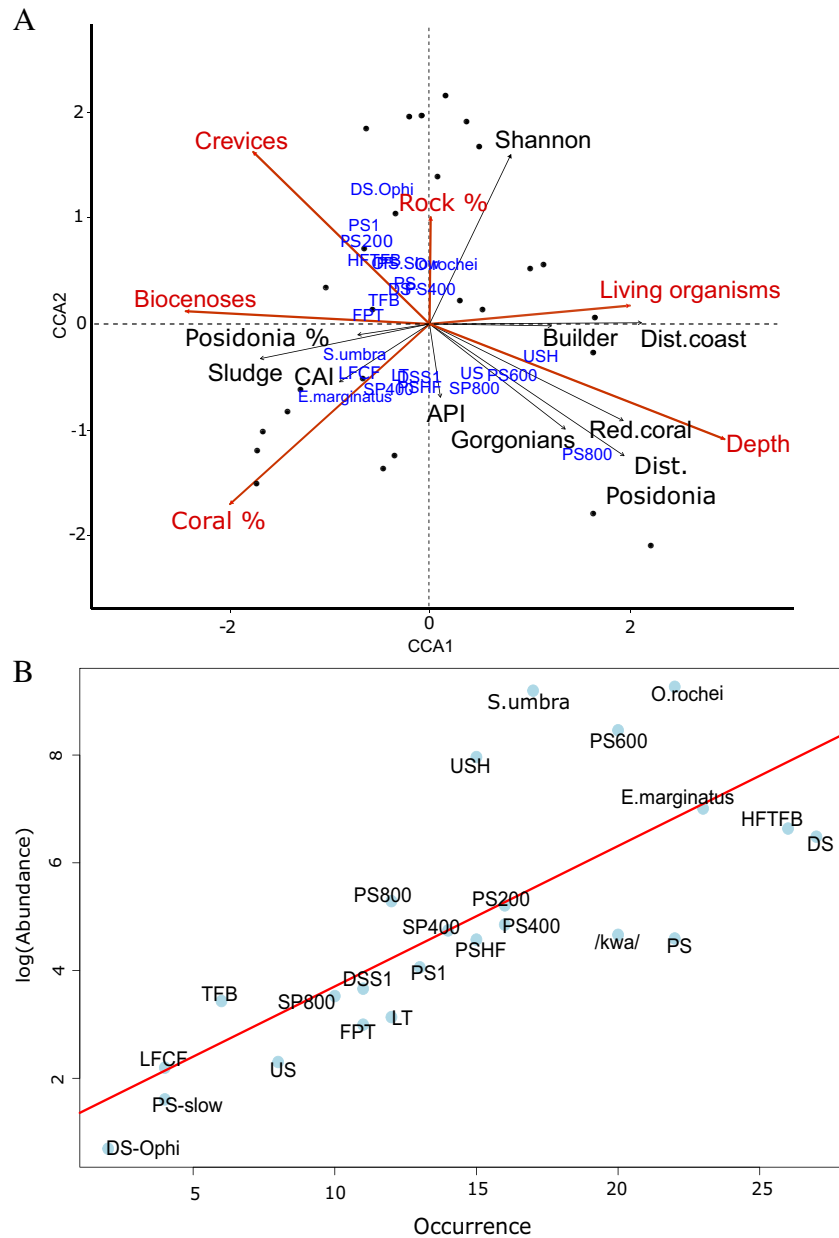 A
2
1
0
-1
-2
CCA2
Crevices
Shannon
DS.Ophi
Rock %
PS1
PS200
HFTFB
PS.Slow
O.rochei
PS
DS
PS400
TFB
FPT
Living organisms
Biocenoses
Posidonia %
Builder
Dist.coast
S.umbra
USH
Sludge
CAI
LFCF
LT
DSS1
US
PS600
SP400
PSHF
SP800
E.marginatus
API
Gorgonians
Red.coral
Depth
PS800
Dist.
Posidonia
Coral %
-2
0
2
CCA1
B
S.umbra
O.rochei
PS600
USH
E.marginatus
HFTFB
DS
PS800
PS200
SP400
PS400
PSHF
/kwa/
PS
DSS1
PS1
TFB
SP800
FPT
LT
LFCF
US
PS-slow
DS-Ophi
8
6
4
2
log(Abundance)
5
10
15
20
25
Occurrence